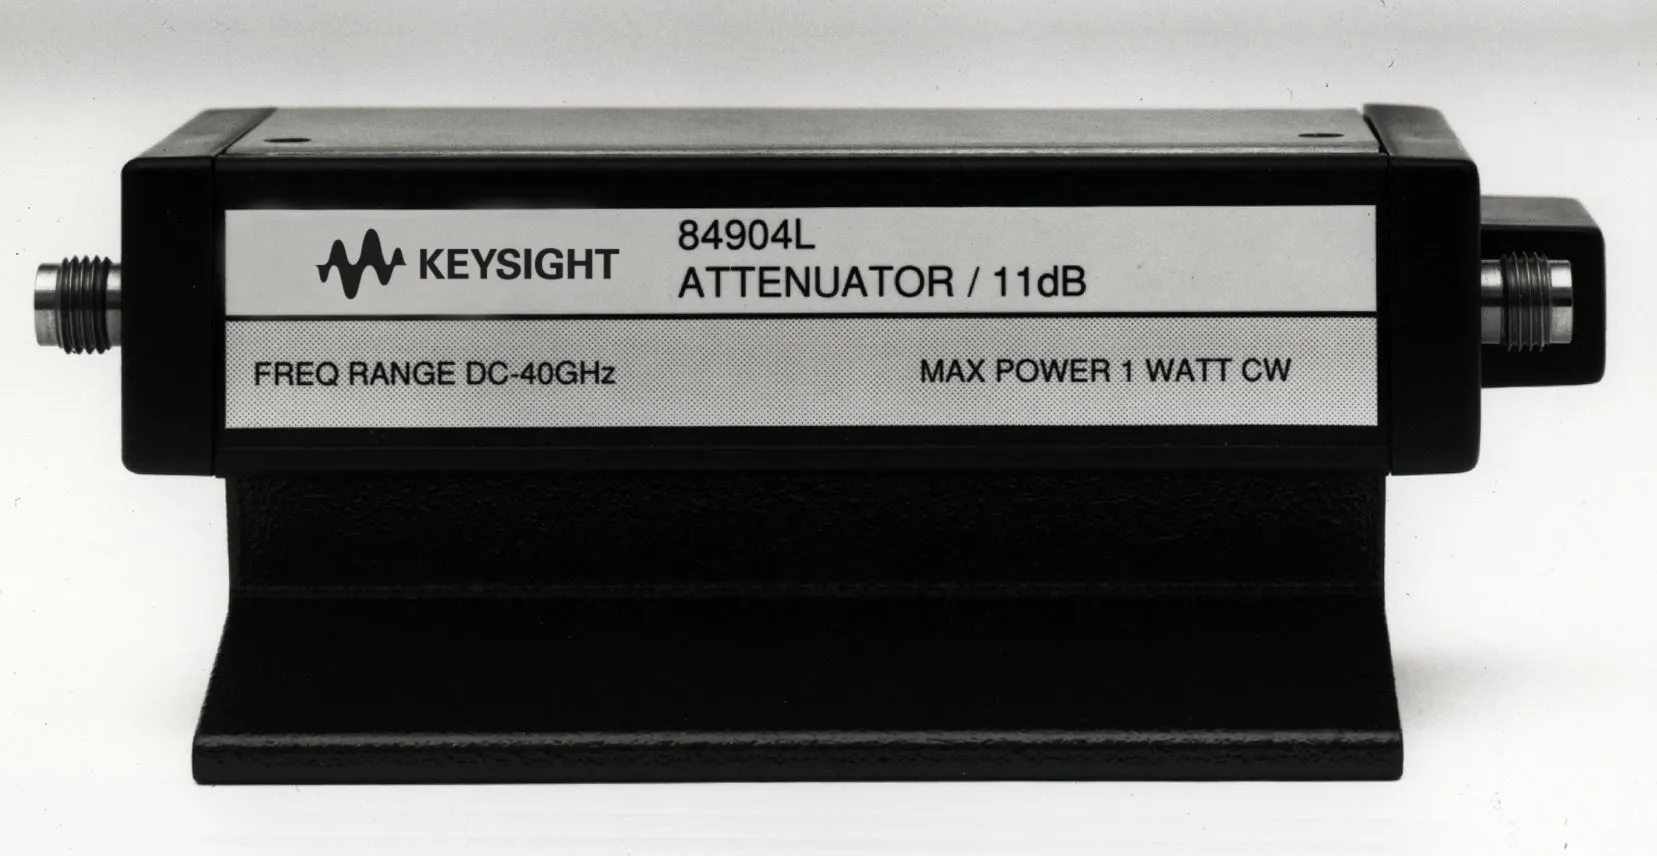 KEYSIGHT
84904L
ATTENUATOR / 11dB
FREQ RANGE DC-40GHz
MAX POWER 1 WATT CW